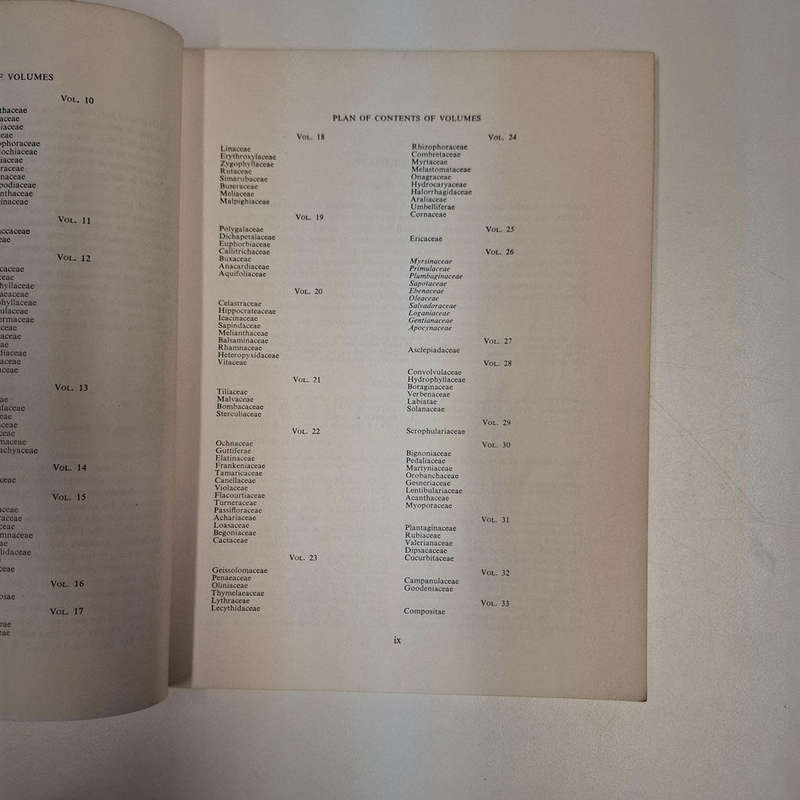 F VOLUMES
VOL. 10
VOL. 11
VOL. 12
VOL. 13
VOL. 14
VOL. 15
VOL. 16
VOL. 17
PLAN OF CONTENTS OF VOLUMES
VOL. 18
Linaceae
Erythroxylaceae
Zygophyllaceae
Rutaceae
Simarubaceae
Burseraceae
Meliaceae
Malpighiaceae
VOL. 19
Polygalaceae
Dichapetalaceae
Euphorbiaceae
Callitrichaceae
Buxaceae
Anacardiaceae
Aquifoliaceae
VOL. 20
Celastraceae
Hippocrateaceae
Icacinaceae
Sapindaceae
Melianthaceae
Balsaminaceae
Rhamnaceae
Heteropyxidaceae
Vitaceae
VOL. 21
Tiliaceae
Malvaceae
Bombacaceae
Sterculiaceae
VOL. 22
Ochnaceae
Guttiferae
Elatinaceae
Frankeniaceae
Tamaricaceae
Canellaceae
Violaceae
Flacourtiaceae
Turneraceae
Passifloraceae
Achariaceae
Loasaceae
Begoniaceae
Cactaceae
VOL. 23
Geissolomaceae
Penaeaceae
Oliniaceae
Thymelaeaceae
Lythraceae
Lecythidaceae
VOL. 24
Rhizophoraceae
Combretaceae
Myrtaceae
Melastomataceae
Onagraceae
Hydrocaryaceae
Halorrhagidaceae
Araliaceae
Umbelliferae
Cornaceae
VOL. 25
Ericaceae
VOL. 26
Myrsinaceae
Primulaceae
Plumbaginaceae
Sapotaceae
Ebenaceae
Oleaceae
Salvadoraceae
Loganiaceae
Gentianaceae
Apocynaceae
VOL. 27
Asclepiadaceae
VOL. 28
Convolvulaceae
Hydrophyllaceae
Boraginaceae
Verbenaceae
Labiatae
Solanaceae
VOL. 29
Scrophulariaceae
VOL. 30
Bignoniaceae
Pedaliaceae
Martyniaceae
Orobanchaceae
Gesneriaceae
Lentibulariaceae
Acanthaceae
Myoporaceae
VOL. 31
Plantaginaceae
Rubiaceae
Valerianaceae
Dipsacaceae
Cucurbitaceae
VOL. 32
Campanulaceae
Goodeniaceae
VOL. 33
Compositae
ix